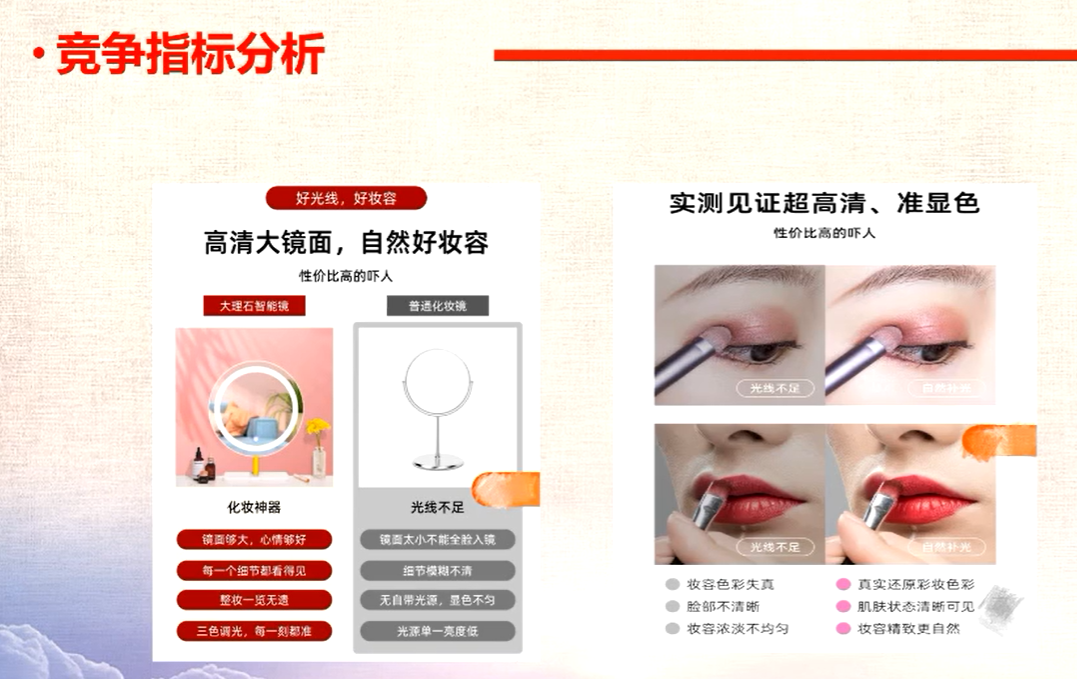 • 竞争指标分析
好光线，好妆容
高清大镜面，自然好妆容
性价比高的吓人
大理石智能镜
普通化妆镜
化妆神器
光线不足
镜面够大，心情够好
镜面太小不能全脸入镜
每一个细节都看得见
细节模糊不清
整妆一览无遗
无自带光源，显色不匀
三色调光，每一刻都准
光源单一亮度低
实测见证超高清、准显色
性价比高的吓人
光线不足
自然补光
光线不足
自然补光
妆容色彩失真
真实还原彩妆色彩
脸部不清晰
肌肤状态清晰可见
妆容浓淡不均匀
妆容精致更自然